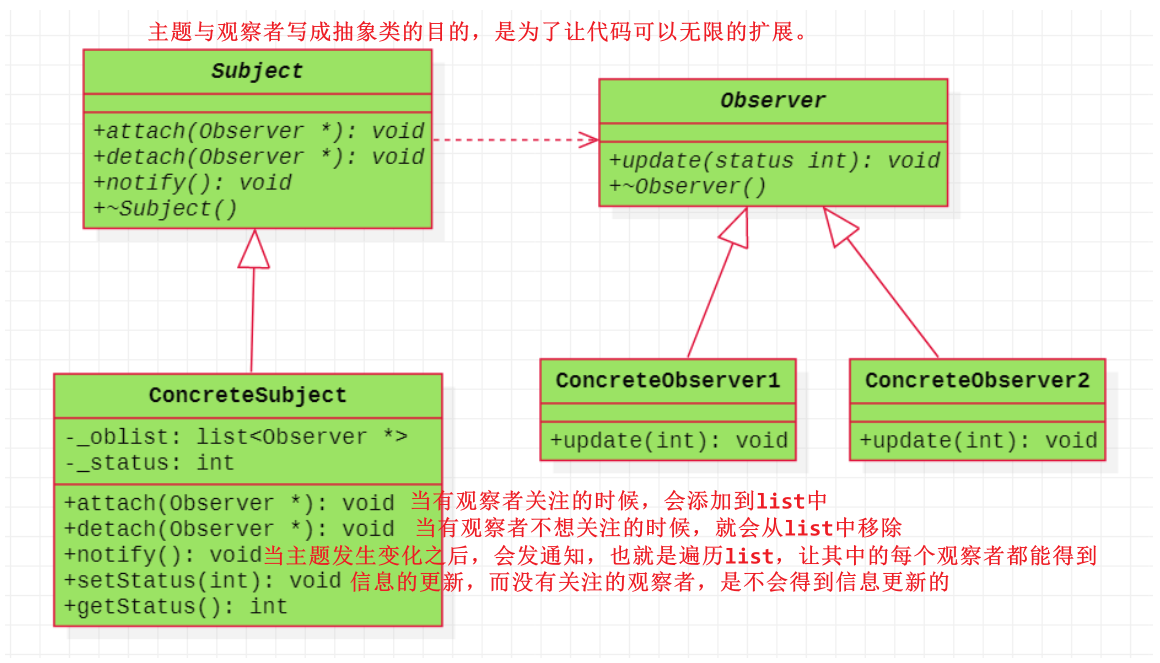 主题与观察者写成抽象类的目的，是为了让代码可以无限的扩展。
Subject
+attach(Observer *): void
+detach(Observer *): void
+notify(): void
+~Subject()
Observer
+update(status int): void
+~Observer()
ConcreteSubject
-_oblist: list<Observer *>
-_status: int
+attach(Observer *): void 当有观察者关注的时候，会添加到list中
+detach(Observer *): void 当有观察者不想关注的时候，就会从list中移除
+notify(): void当主题发生变化之后，会发通知，也就是遍历list，让其中的每个观察者都能得到
+setStatus(int): void 信息的更新，而没有关注的观察者，是不会得到信息更新的
+getStatus(): int
ConcreteObserver1
+update(int): void
ConcreteObserver2
+update(int): void